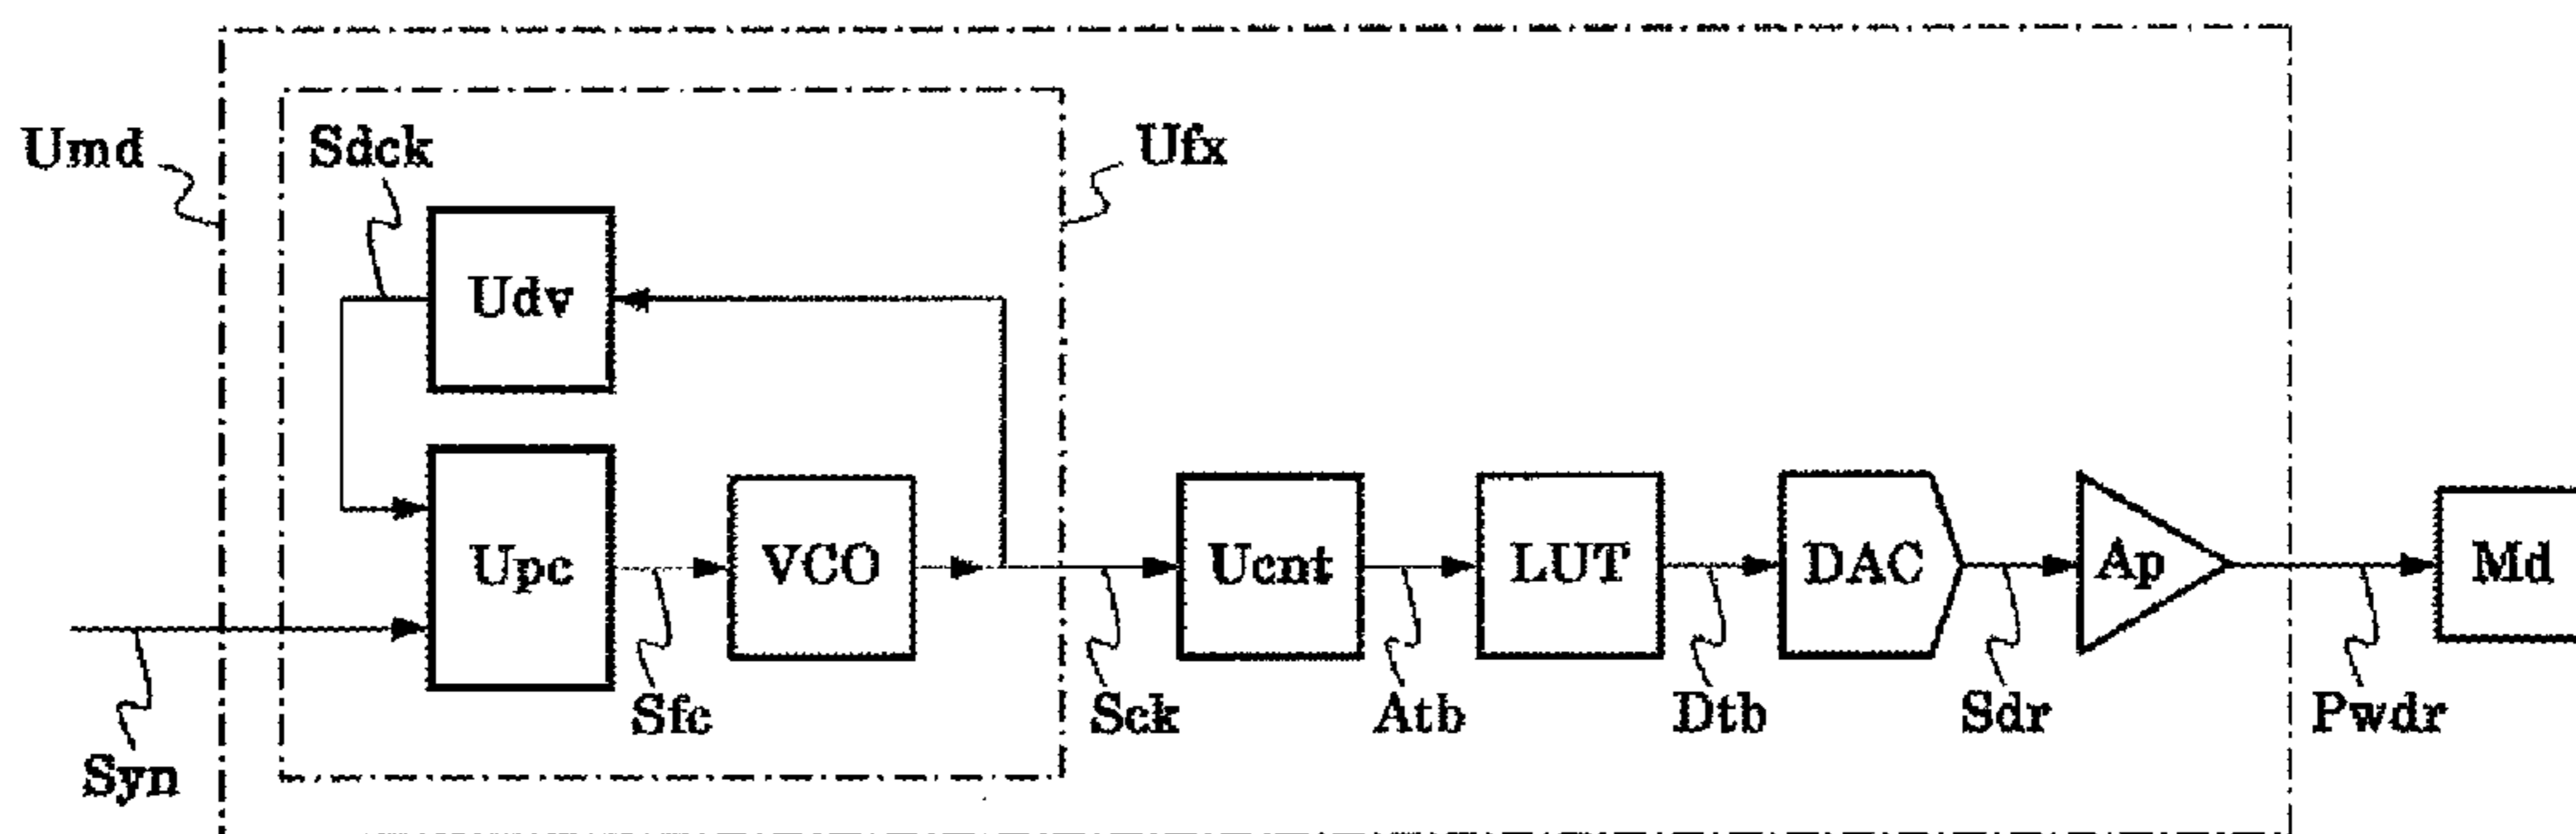 Umd
Sdck
Ufx
Udv
Upc
VCO
Ucnt
LUT
DAC
Ap
Md
Sfc
Sck
Atb
Dtb
Sdr
Pwdr
Syn